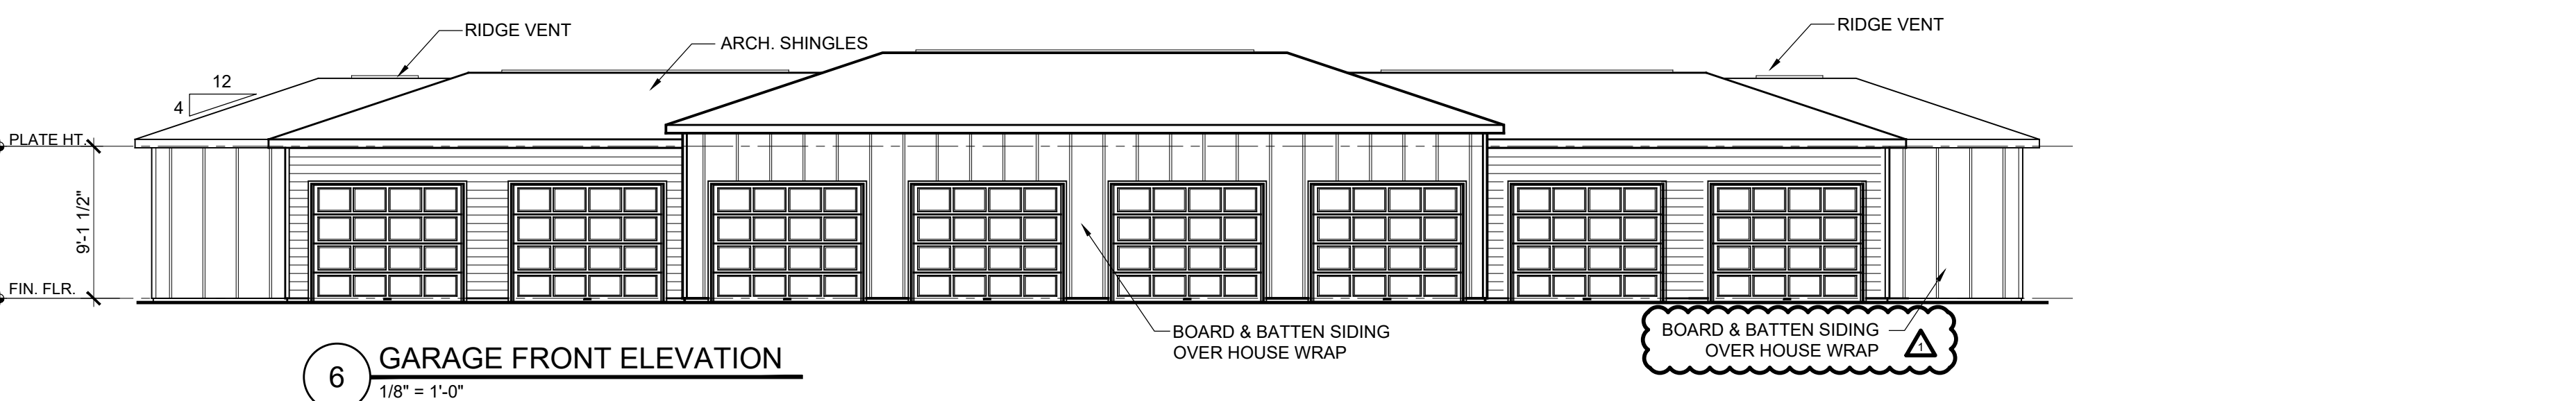 RIDGE VENT
ARCH. SHINGLES
RIDGE VENT
12
4
PLATE HT.
9'-1 1/2"
FIN. FLR.
BOARD & BATTEN SIDING
OVER HOUSE WRAP
BOARD & BATTEN SIDING
OVER HOUSE WRAP
1
6
GARAGE FRONT ELEVATION
1/8" = 1'-0"